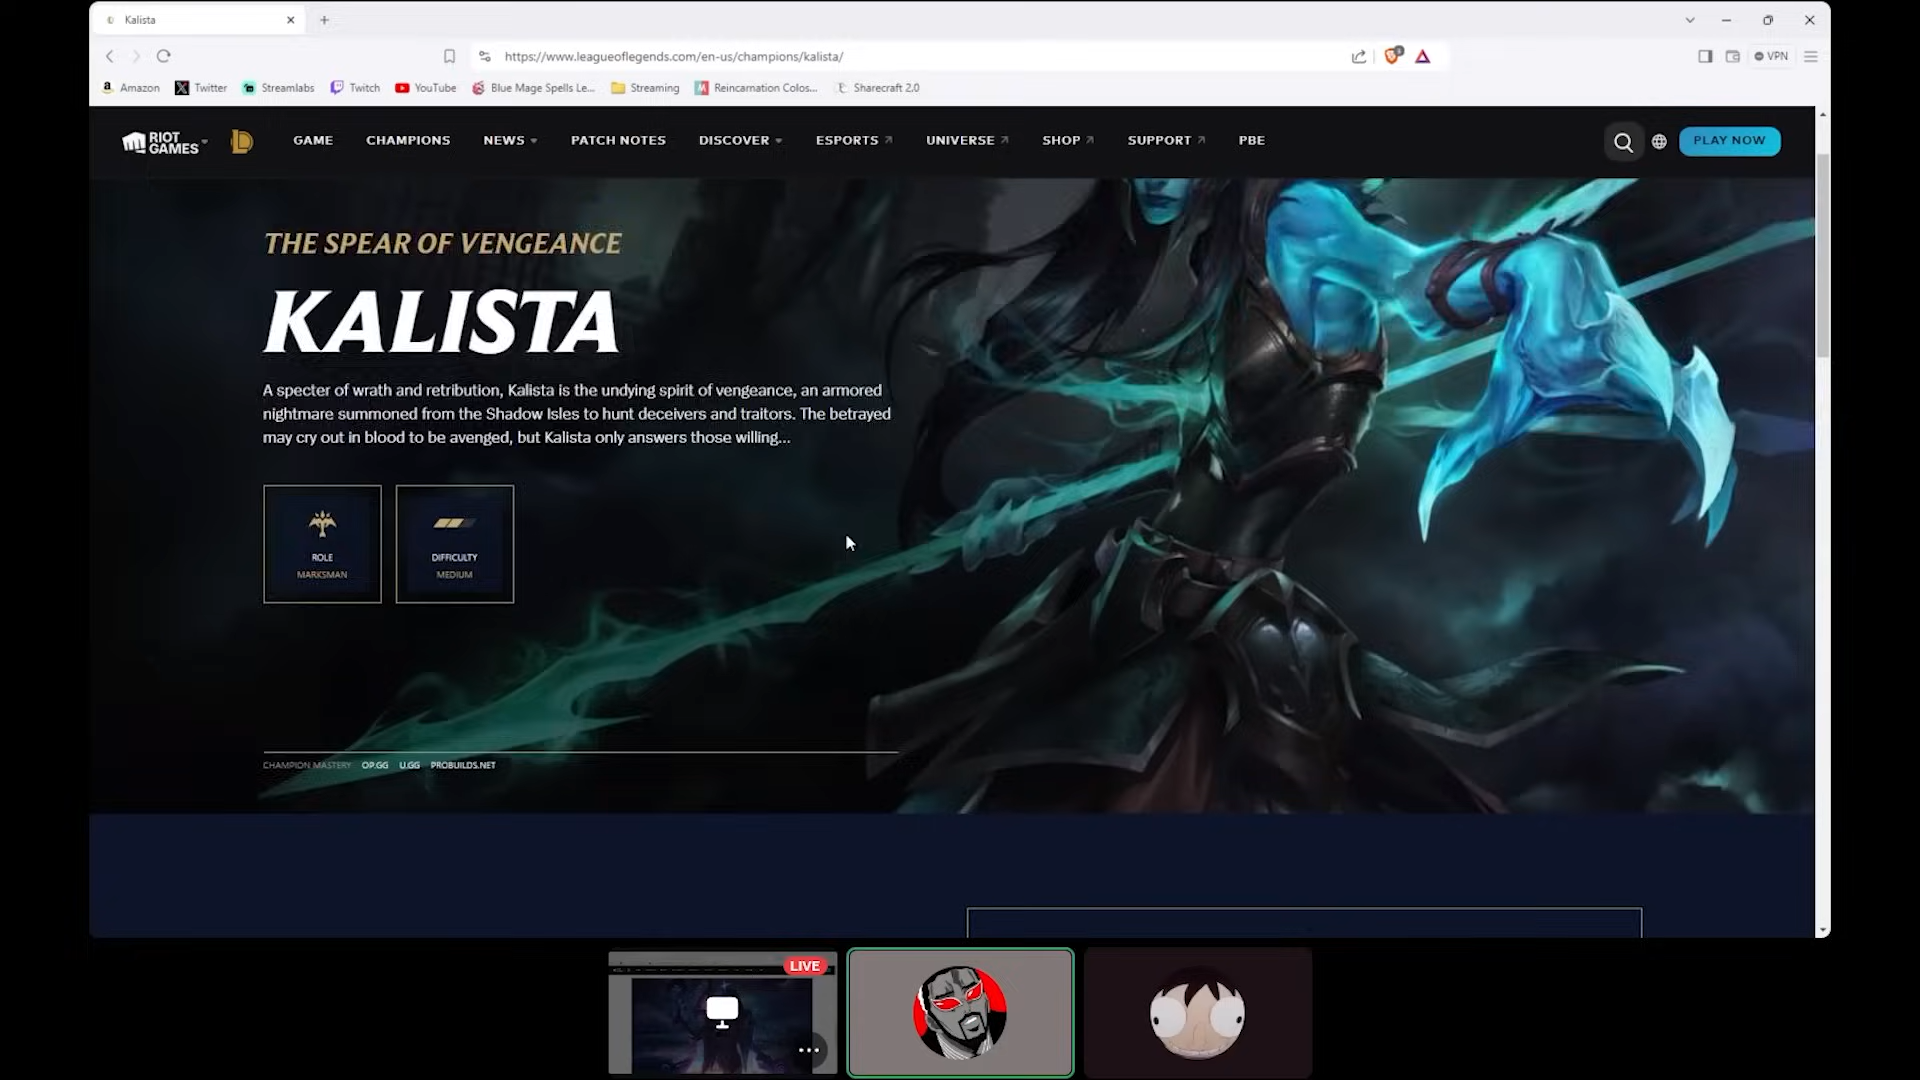 Kalista
https://www.leagueoflegends.com/en-us/champions/kalista/
VPN
Amazon
Twitter
Streamlabs
Twitch
YouTube
Blue Mage Spells Le...
Streaming
Reincarnation Colos...
Sharecraft 2.0
RIOT GAMES
GAME
CHAMPIONS
NEWS
PATCH NOTES
DISCOVER
ESPORTS
UNIVERSE
SHOP
SUPPORT
PBE
PLAY NOW
THE SPEAR OF VENGEANCE
KALISTA
A specter of wrath and retribution, Kalista is the undying spirit of vengeance, an armored
nightmare summoned from the Shadow Isles to hunt deceivers and traitors. The betrayed
may cry out in blood to be avenged, but Kalista only answers those willing...
ROLE
MARKSMAN
DIFFICULTY
MEDIUM
CHAMPION MASTERY
OP.GG
U.GG
PROBUILDS.NET
LIVE